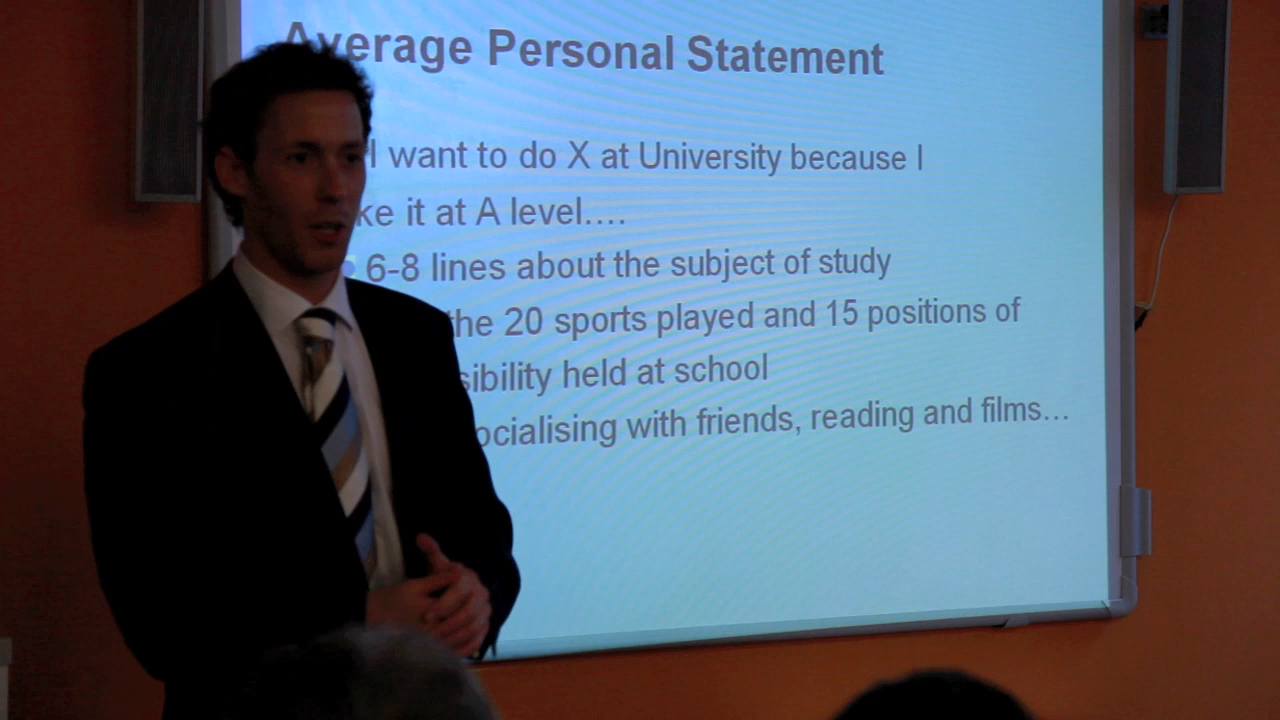 Average Personal Statement
I want to do X at University because I
ke it at A level....
6-8 lines about the subject of study
the 20 sports played and 15 positions of
sibility held at school
ocialising with friends, reading and films...